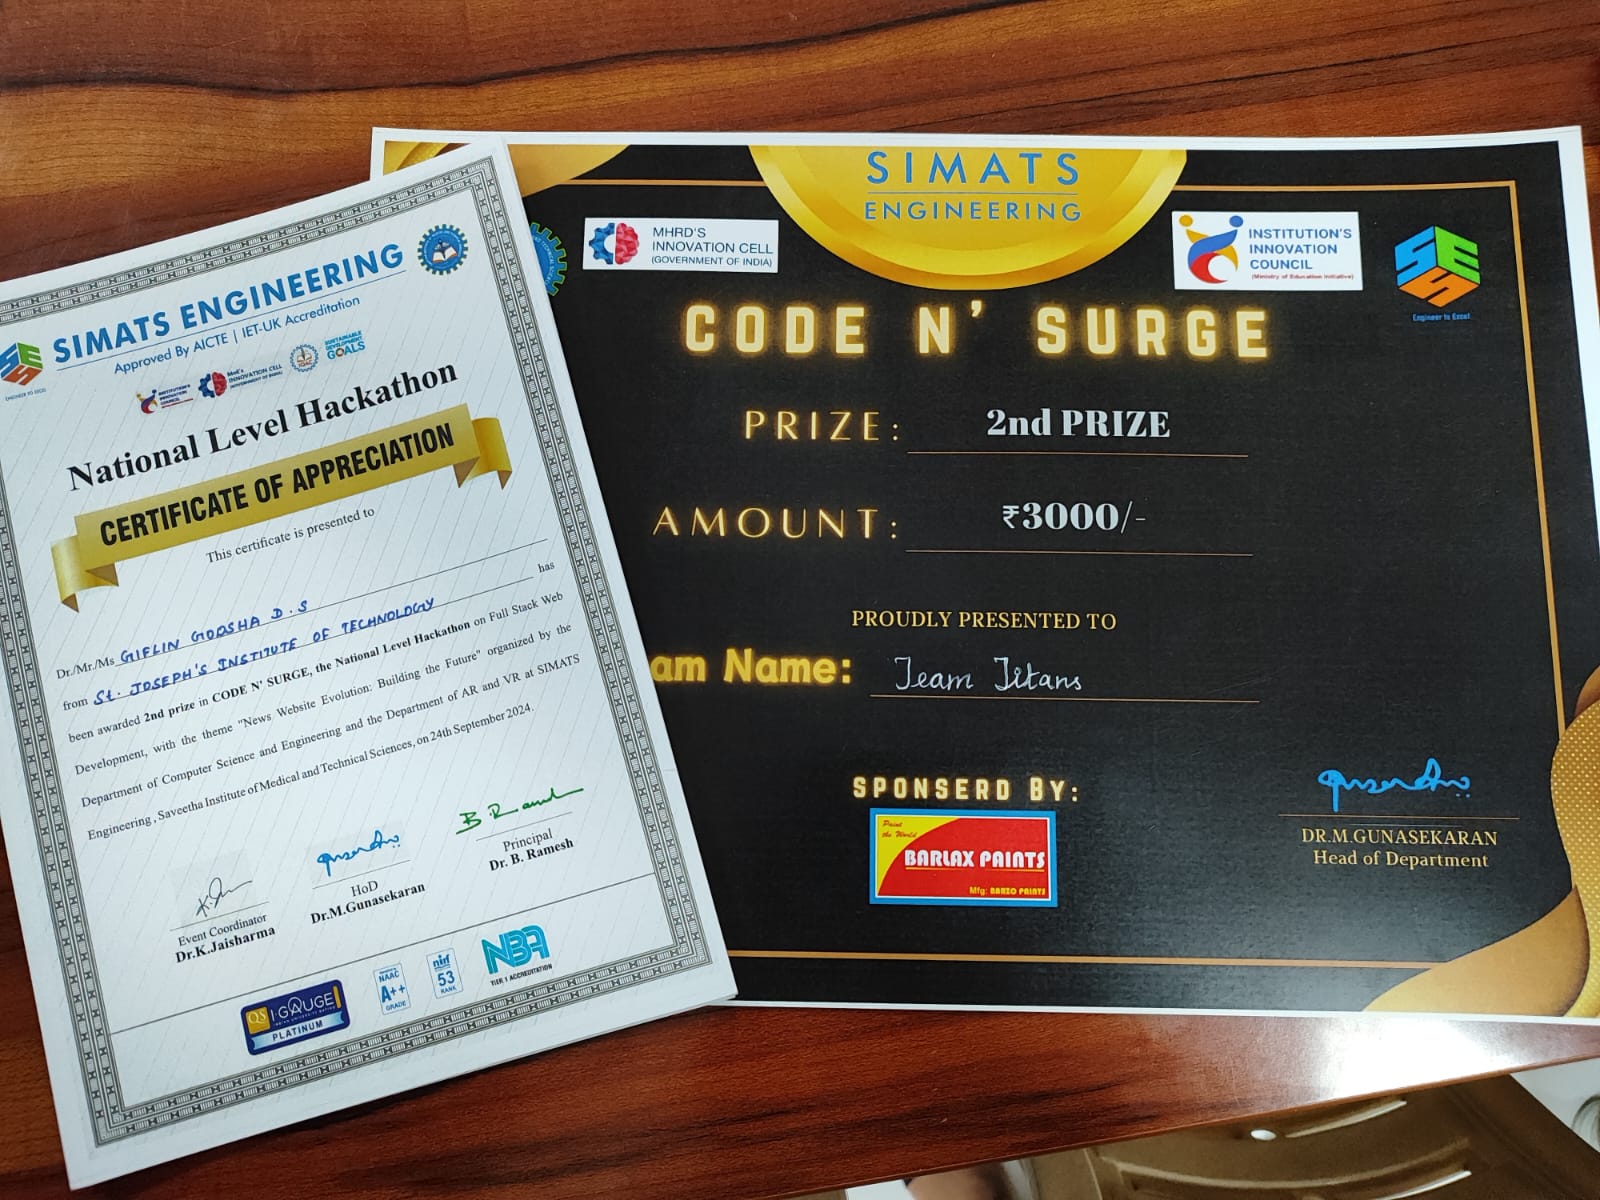 SIMATS ENGINEERING
Approved By AICTE | IET-UK Accreditation
SES
ENGINEER TO EXCEL
INSTITUTION'S
INNOVATION
COUNCIL
MHRD's
INNOVATION CELL
(GOVERNMENT OF INDIA)
SUSTAINABLE
DEVELOPMENT
GOALS
National Level Hackathon
CERTIFICATE OF APPRECIATION
This certificate is presented to
Dr./Mr./Ms GIFLIN GODSHA D.S
from St. JOSEPH'S INSTITUTE OF TECHNOLOGY has
been awarded 2nd prize in CODE N' SURGE, the National Level Hackathon on Full Stack Web
Development, with the theme "News Website Evolution: Building the Future" organized by the
Department of Computer Science and Engineering and the Department of AR and VR at SIMATS
Engineering, Saveetha Institute of Medical and Technical Sciences, on 24th September 2024.
B. Ramesh
Event Coordinator
Dr.K.Jaisharma
HoD
Dr.M.Gunasekaran
Principal
Dr. B. Ramesh
QS I·GAUGE
PLATINUM
NAAC
A++
GRADE
nirf
53
RANK
NBA
TIER 1 ACCREDITATION
SIMATS
ENGINEERING
MHRD'S
INNOVATION CELL
(GOVERNMENT OF INDIA)
INSTITUTION'S
INNOVATION
COUNCIL
(Ministry of Education Initiative)
SES
Engineer to Excel
CODE N' SURGE
PRIZE: 2nd PRIZE
AMOUNT: ₹3000/-
PROUDLY PRESENTED TO
am Name: Team Titans
SPONSERD BY:
Paint
the World
BARLAX PAINTS
Mfg: BANZO PAINTS
DR.M.GUNASEKARAN
Head of Department